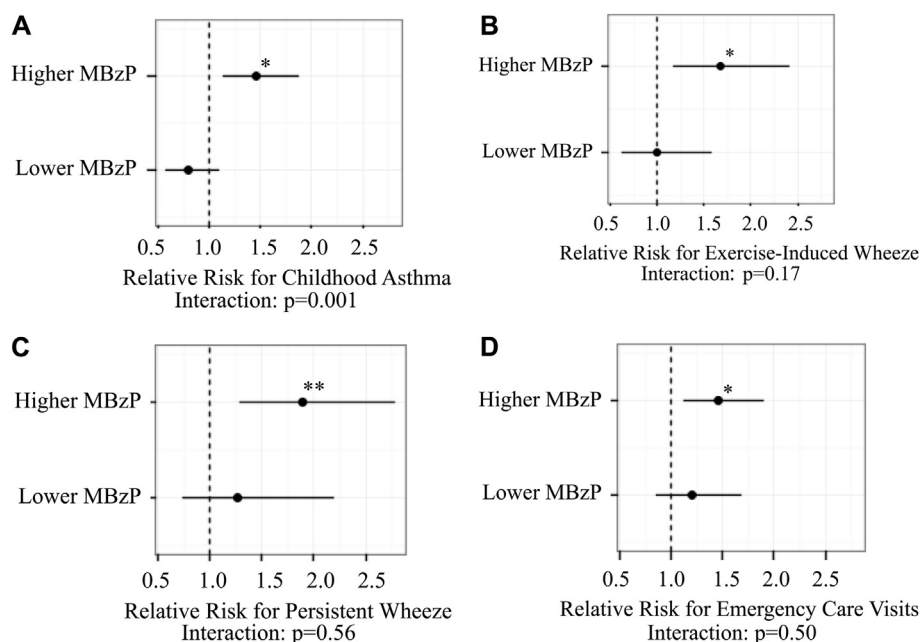 A
Higher MBzP
*
Lower MBzP
0.5 1.0 1.5 2.0 2.5
Relative Risk for Childhood Asthma
Interaction: p=0.001
B
Higher MBzP
*
Lower MBzP
0.5 1.0 1.5 2.0 2.5
Relative Risk for Exercise-Induced Wheeze
Interaction: p=0.17
C
Higher MBzP
**
Lower MBzP
0.5 1.0 1.5 2.0 2.5
Relative Risk for Persistent Wheeze
Interaction: p=0.56
D
Higher MBzP
*
Lower MBzP
0.5 1.0 1.5 2.0 2.5
Relative Risk for Emergency Care Visits
Interaction: p=0.50